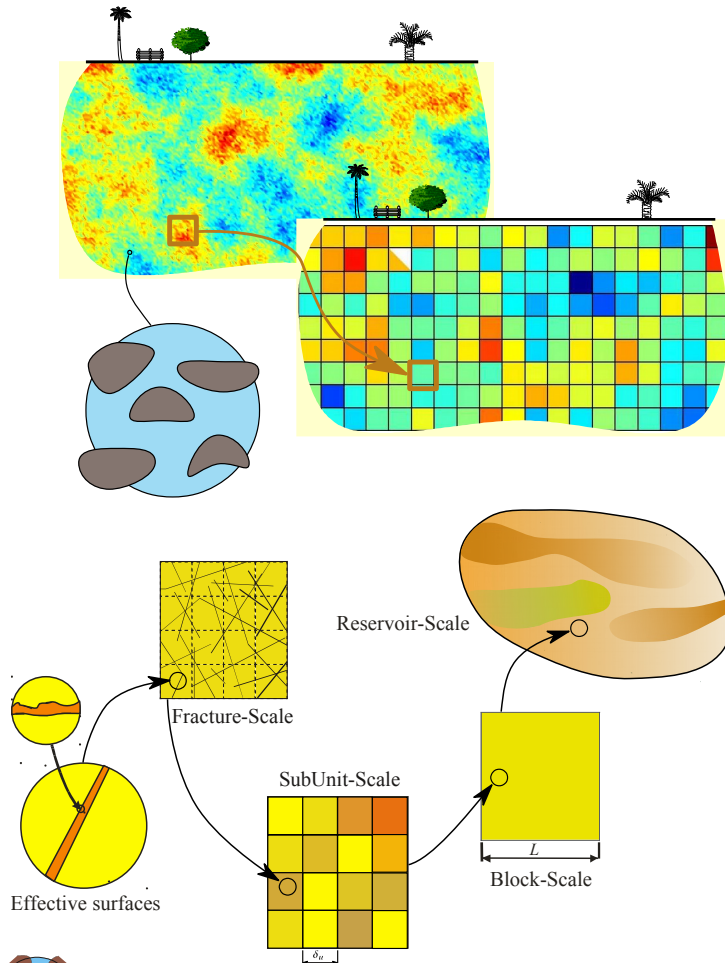 Reservoir-Scale
Fracture-Scale
SubUnit-Scale
L
Block-Scale
Effective surfaces
δu